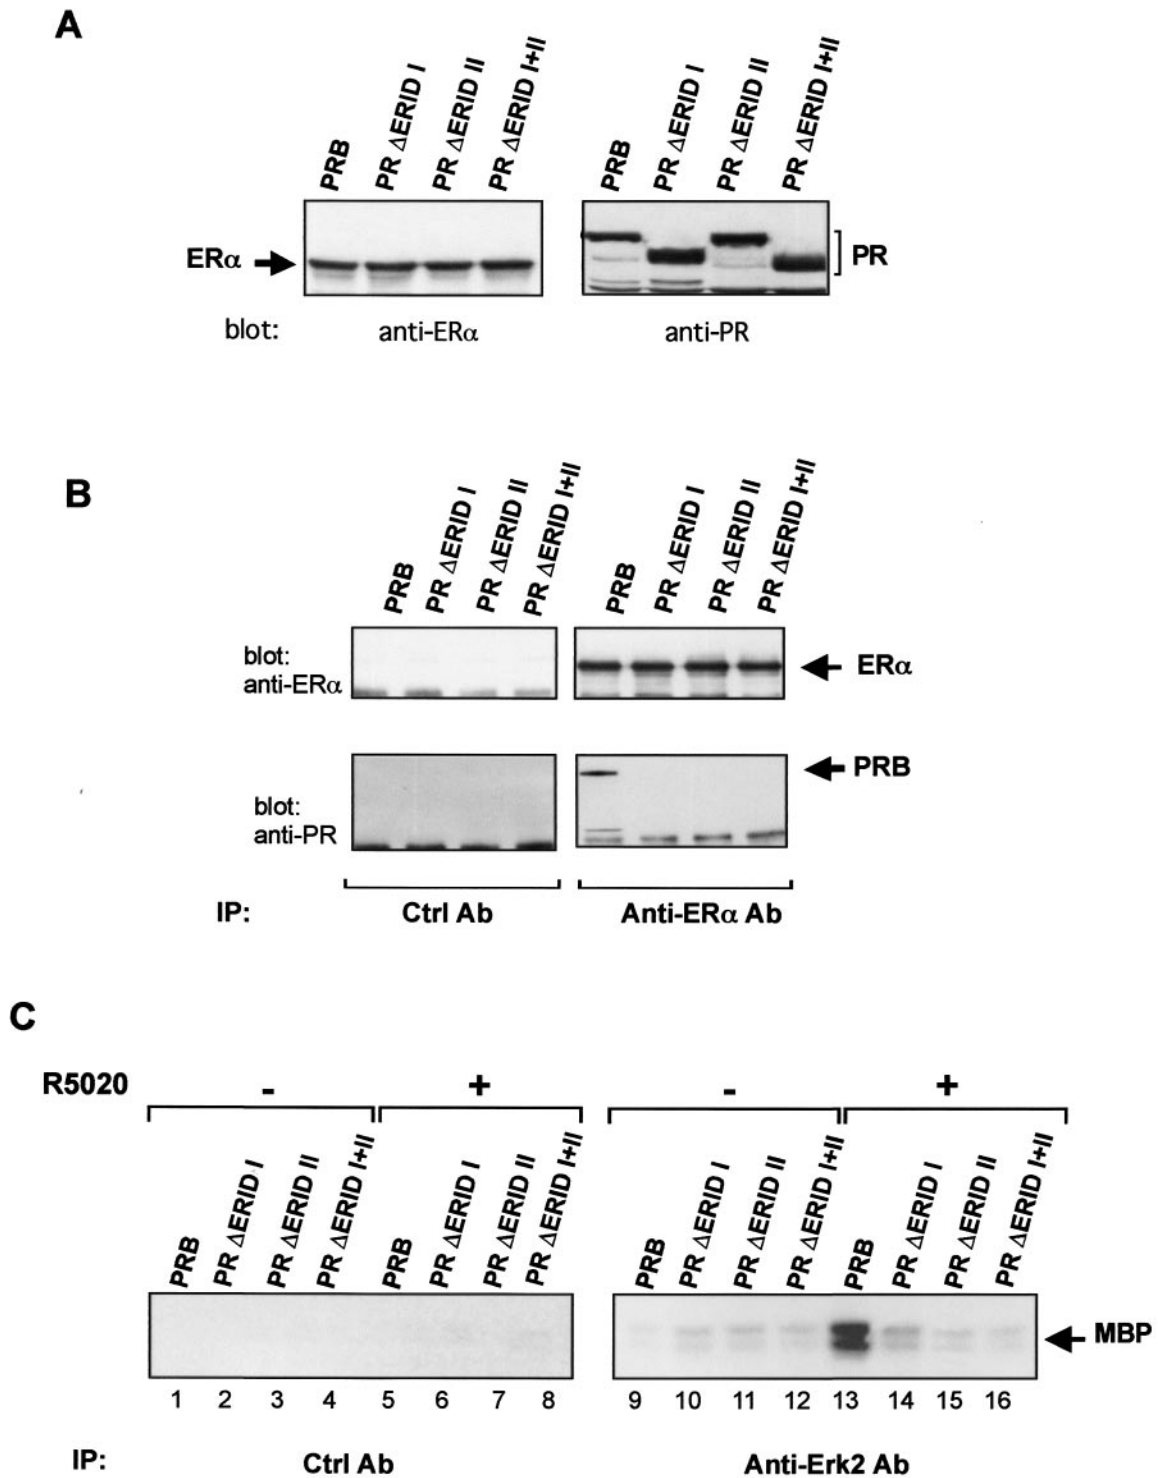 A
PRB
PR ΔERID I
PR ΔERID II
PR ΔERID I+II
PRB
PR ΔERID I
PR ΔERID II
PR ΔERID I+II
ERα
PR
blot:
anti-ERα
anti-PR
B
PRB
PR ΔERID I
PR ΔERID II
PR ΔERID I+II
PRB
PR ΔERID I
PR ΔERID II
PR ΔERID I+II
blot:
anti-ERα
ERα
PRB
blot:
anti-PR
IP:
Ctrl Ab
Anti-ERα Ab
C
R5020
-
+
-
+
PRB
PR ΔERID I
PR ΔERID II
PR ΔERID I+II
PRB
PR ΔERID I
PR ΔERID II
PR ΔERID I+II
PRB
PR ΔERID I
PR ΔERID II
PR ΔERID I+II
PRB
PR ΔERID I
PR ΔERID II
PR ΔERID I+II
MBP
1 2 3 4 5 6 7 8
9 10 11 12 13 14 15 16
IP:
Ctrl Ab
Anti-Erk2 Ab